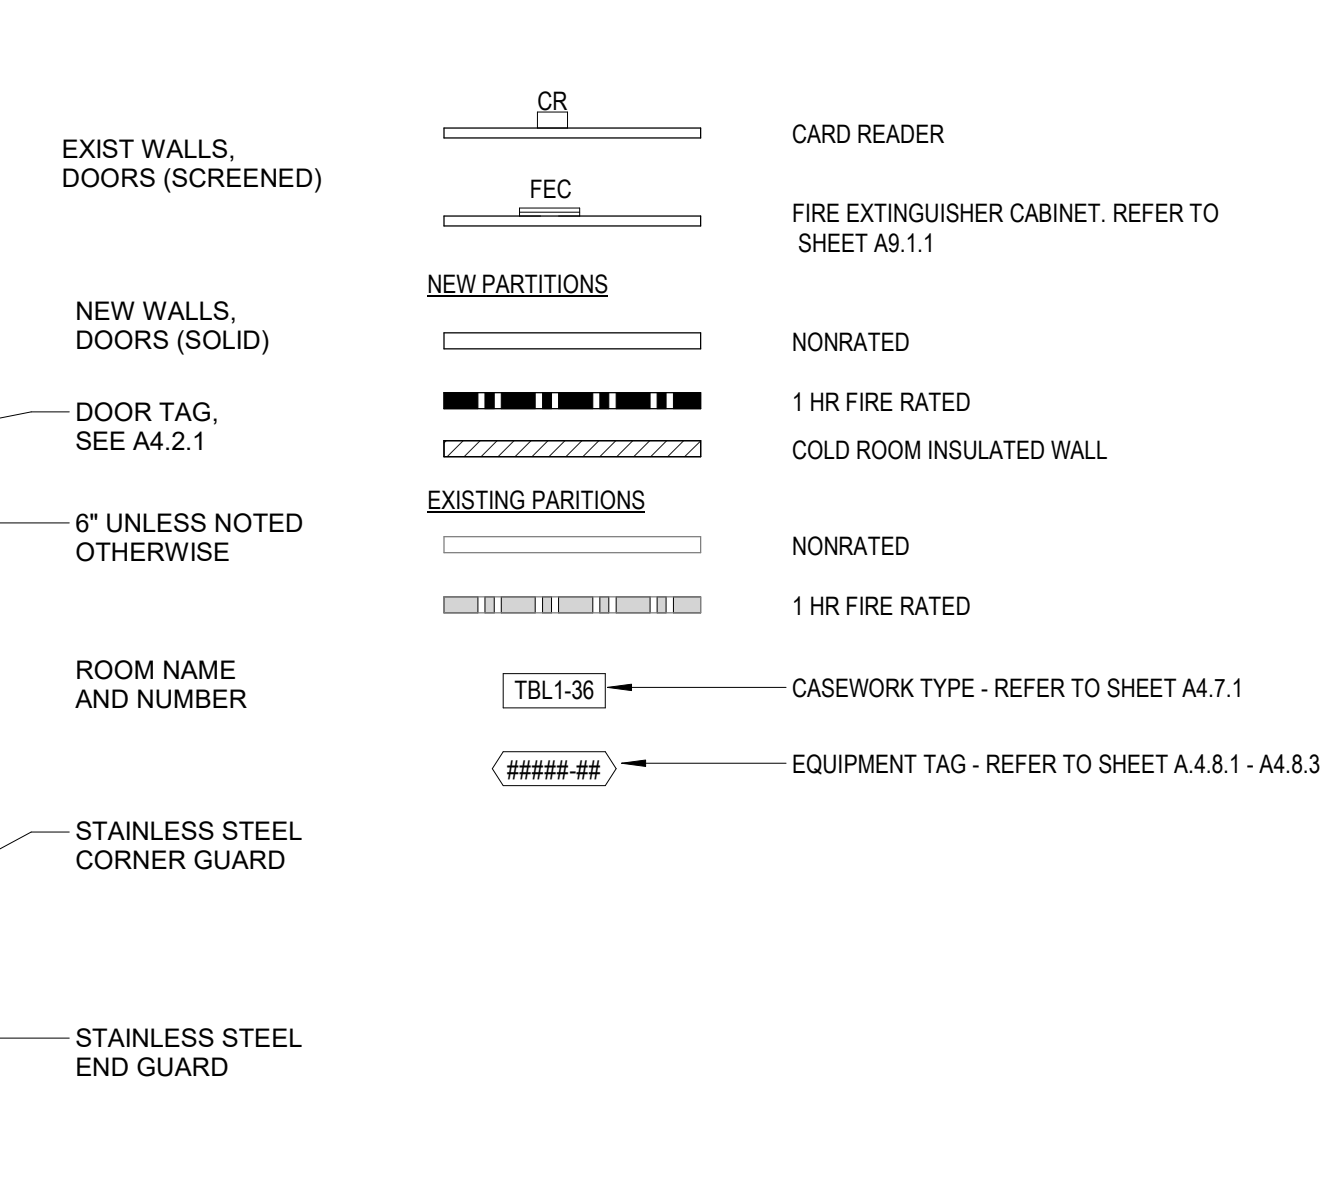 EXIST WALLS,
DOORS (SCREENED)
NEW WALLS,
DOORS (SOLID)
DOOR TAG,
SEE A4.2.1
6" UNLESS NOTED
OTHERWISE
ROOM NAME
AND NUMBER
STAINLESS STEEL
CORNER GUARD
STAINLESS STEEL
END GUARD
CR
CARD READER
FEC
FIRE EXTINGUISHER CABINET. REFER TO
SHEET A9.1.1
NEW PARTITIONS
NONRATED
1 HR FIRE RATED
COLD ROOM INSULATED WALL
EXISTING PARITIONS
NONRATED
1 HR FIRE RATED
TBL1-36
CASEWORK TYPE - REFER TO SHEET A4.7.1
#####-##
EQUIPMENT TAG - REFER TO SHEET A.4.8.1 - A4.8.3